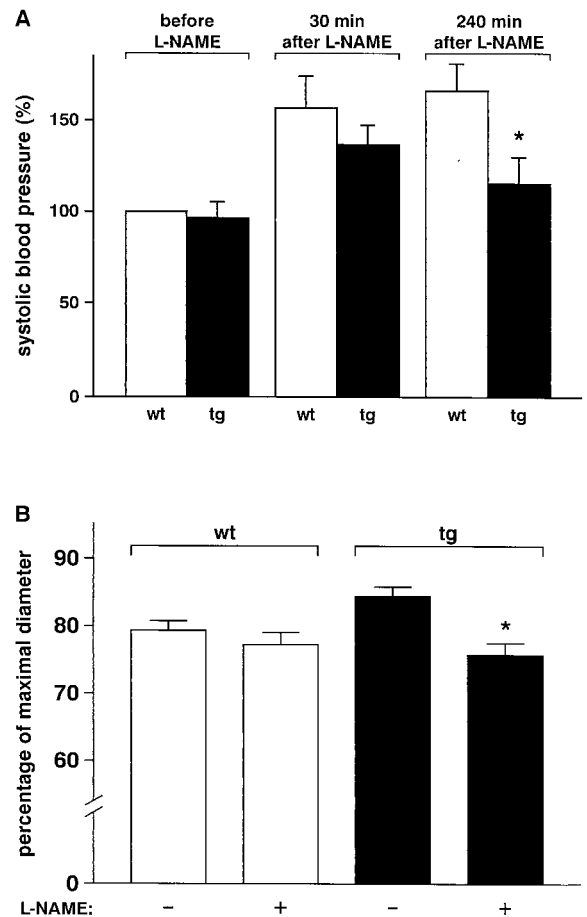 A
before
L-NAME
30 min
after L-NAME
240 min
after L-NAME
systolic blood pressure (%)
150
100
50
0
*
wt tg wt tg wt tg
B
wt tg
percentage of maximal diameter
90
80
70
60
0
*
L-NAME: − + − +